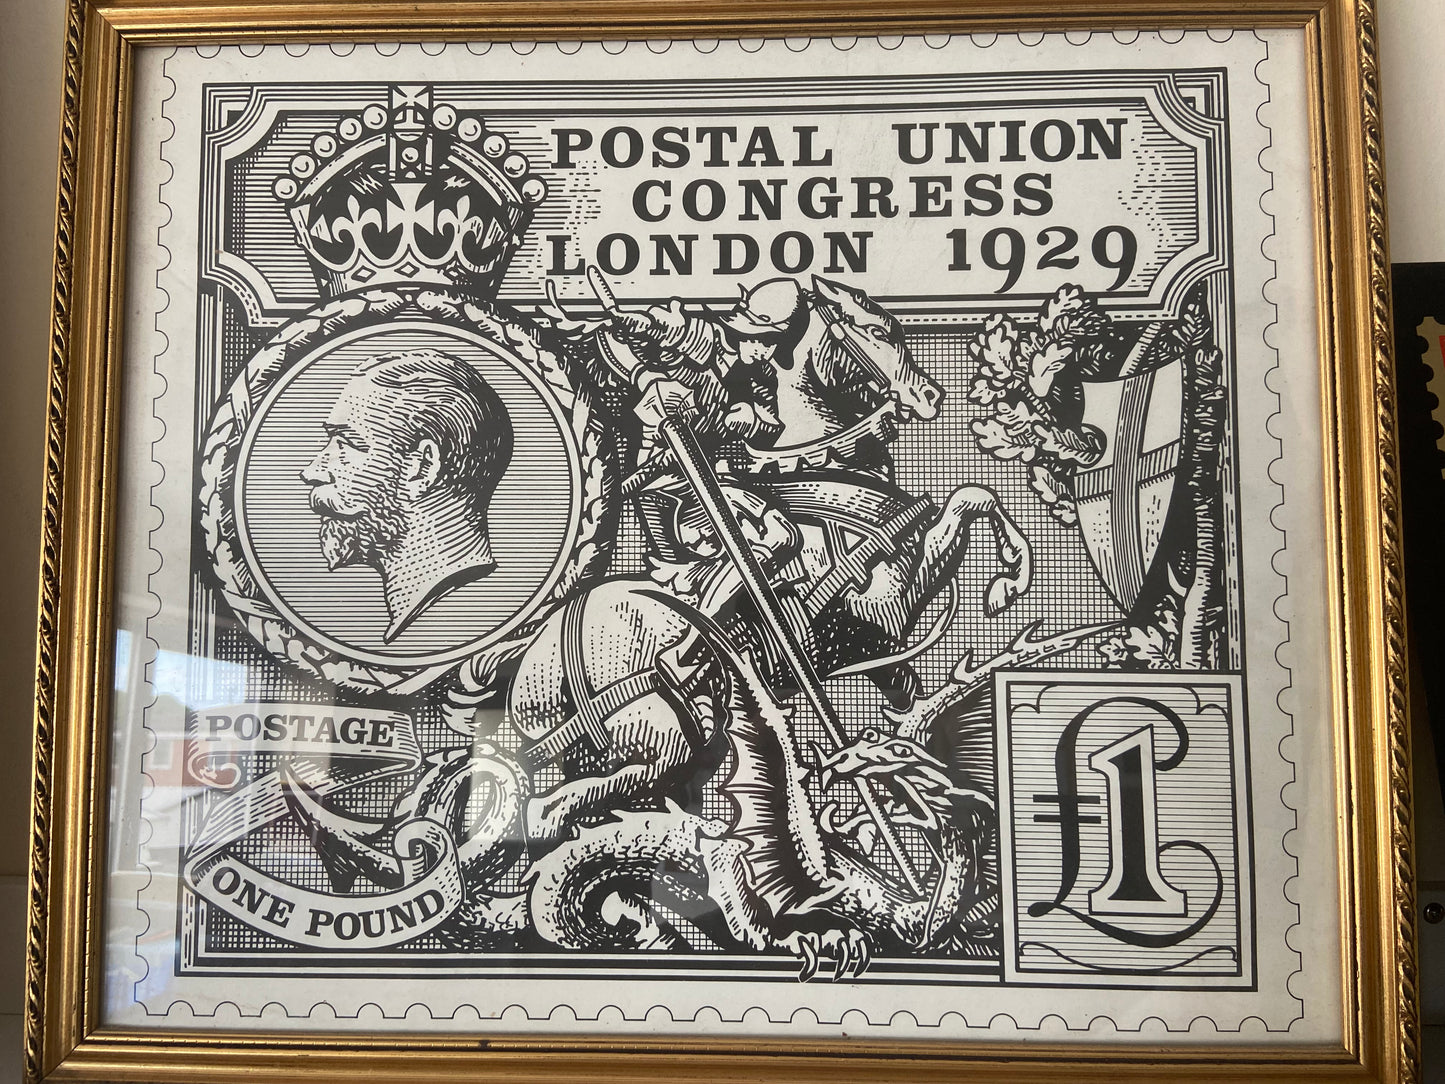 POSTAL UNION
CONGRESS
LONDON 1929
POSTAGE
ONE POUND
£1